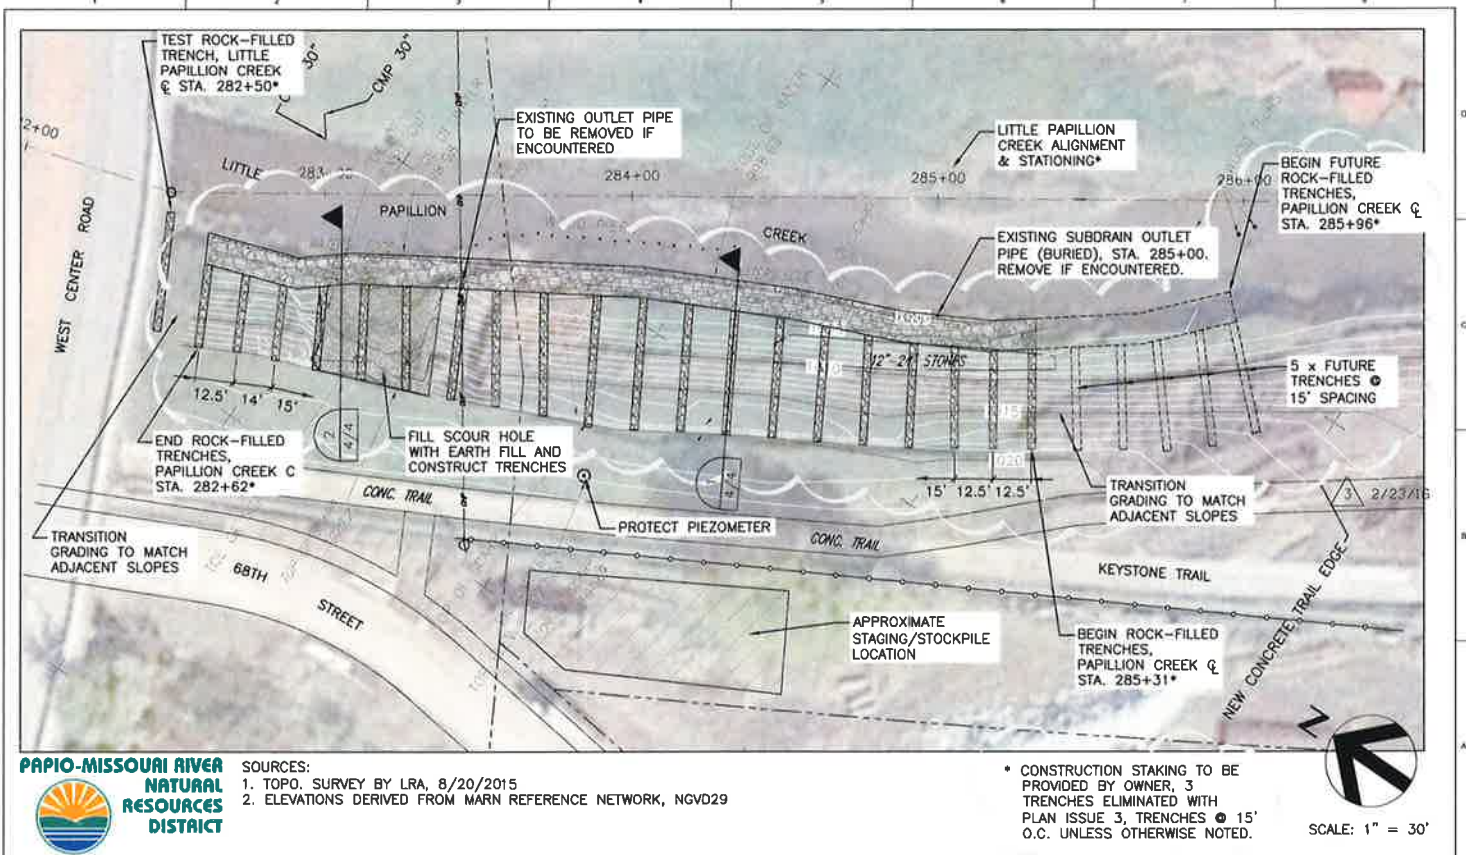 TEST ROCK-FILLED
TRENCH, LITTLE
PAPILLION CREEK
℄ STA. 282+50*
30"
CMP 30"
EXISTING OUTLET PIPE
TO BE REMOVED IF
ENCOUNTERED
LITTLE PAPILLION
CREEK ALIGNMENT
& STATIONING*
BEGIN FUTURE
ROCK-FILLED
TRENCHES,
PAPILLION CREEK ℄
STA. 285+96*
2+00
LITTLE
284+00
285+00
286+00
PAPILLION
CREEK
WEST CENTER ROAD
EXISTING SUBDRAIN OUTLET
PIPE (BURIED), STA. 285+00.
REMOVE IF ENCOUNTERED.
12"-24" STONES
5 x FUTURE
TRENCHES @
15' SPACING
12.5' 14' 15'
2
4/4
4/4
FILL SCOUR HOLE
WITH EARTH FILL AND
CONSTRUCT TRENCHES
END ROCK-FILLED
TRENCHES,
PAPILLION CREEK C
STA. 282+62*
1020
15' 12.5' 12.5'
TRANSITION
GRADING TO MATCH
ADJACENT SLOPES
3 2/23/16
CONC. TRAIL
PROTECT PIEZOMETER
CONC. TRAIL
TRANSITION
GRADING TO MATCH
ADJACENT SLOPES
68TH
STREET
KEYSTONE TRAIL
NEW CONCRETE TRAIL EDGE
APPROXIMATE
STAGING/STOCKPILE
LOCATION
BEGIN ROCK-FILLED
TRENCHES,
PAPILLION CREEK ℄
STA. 285+31*
N
PAPIO-MISSOURI RIVER
NATURAL
RESOURCES
DISTRICT
SOURCES:
1. TOPO. SURVEY BY LRA, 8/20/2015
2. ELEVATIONS DERIVED FROM MARN REFERENCE NETWORK, NGVD29
* CONSTRUCTION STAKING TO BE
PROVIDED BY OWNER, 3
TRENCHES ELIMINATED WITH
PLAN ISSUE 3, TRENCHES @ 15'
O.C. UNLESS OTHERWISE NOTED.
SCALE: 1" = 30'